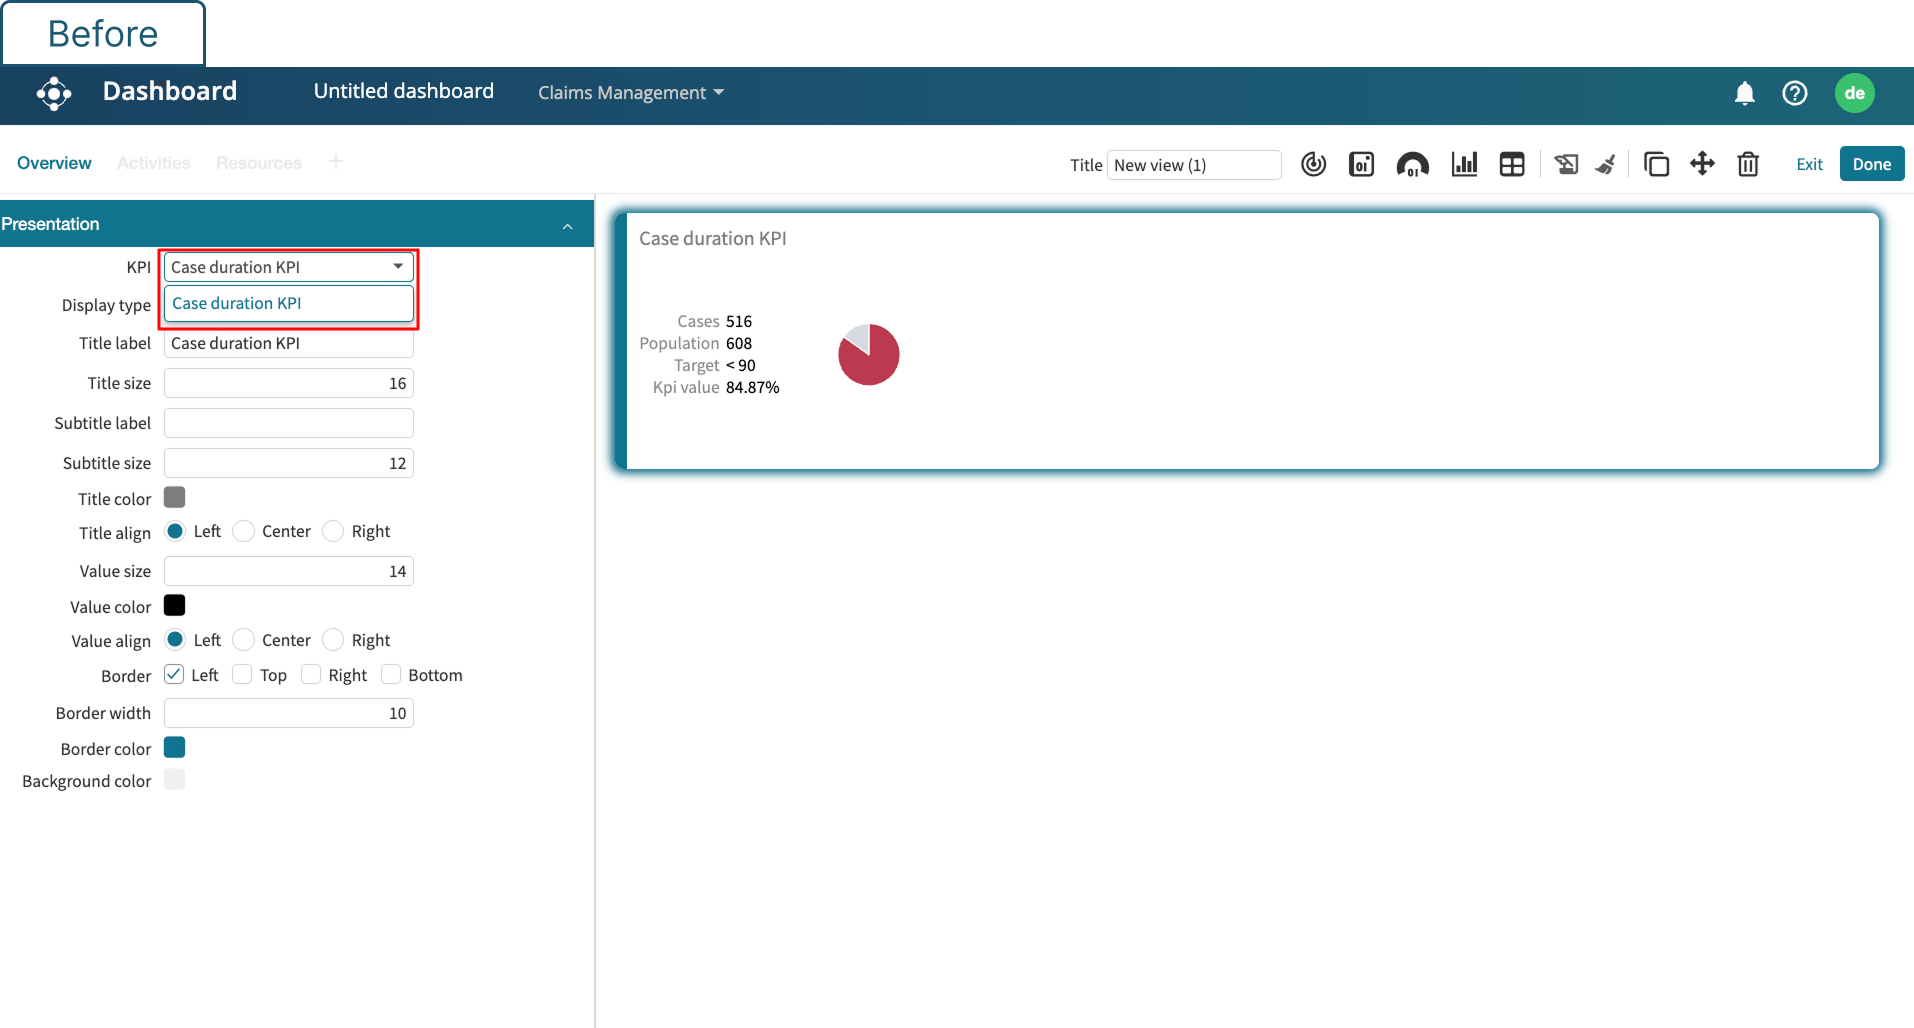 Before
Dashboard
Untitled dashboard
Claims Management
de
Overview
Activities
Resources
+
Title
New view (1)
Exit
Done
Presentation
KPI
Case duration KPI
Case duration KPI
Display type
Title label
Case duration KPI
Title size
16
Subtitle label
Subtitle size
12
Title color
Title align
Left
Center
Right
Value size
14
Value color
Value align
Left
Center
Right
Border
Left
Top
Right
Bottom
Border width
10
Border color
Background color
Case duration KPI
Cases 516
Population 608
Target < 90
Kpi value 84.87%